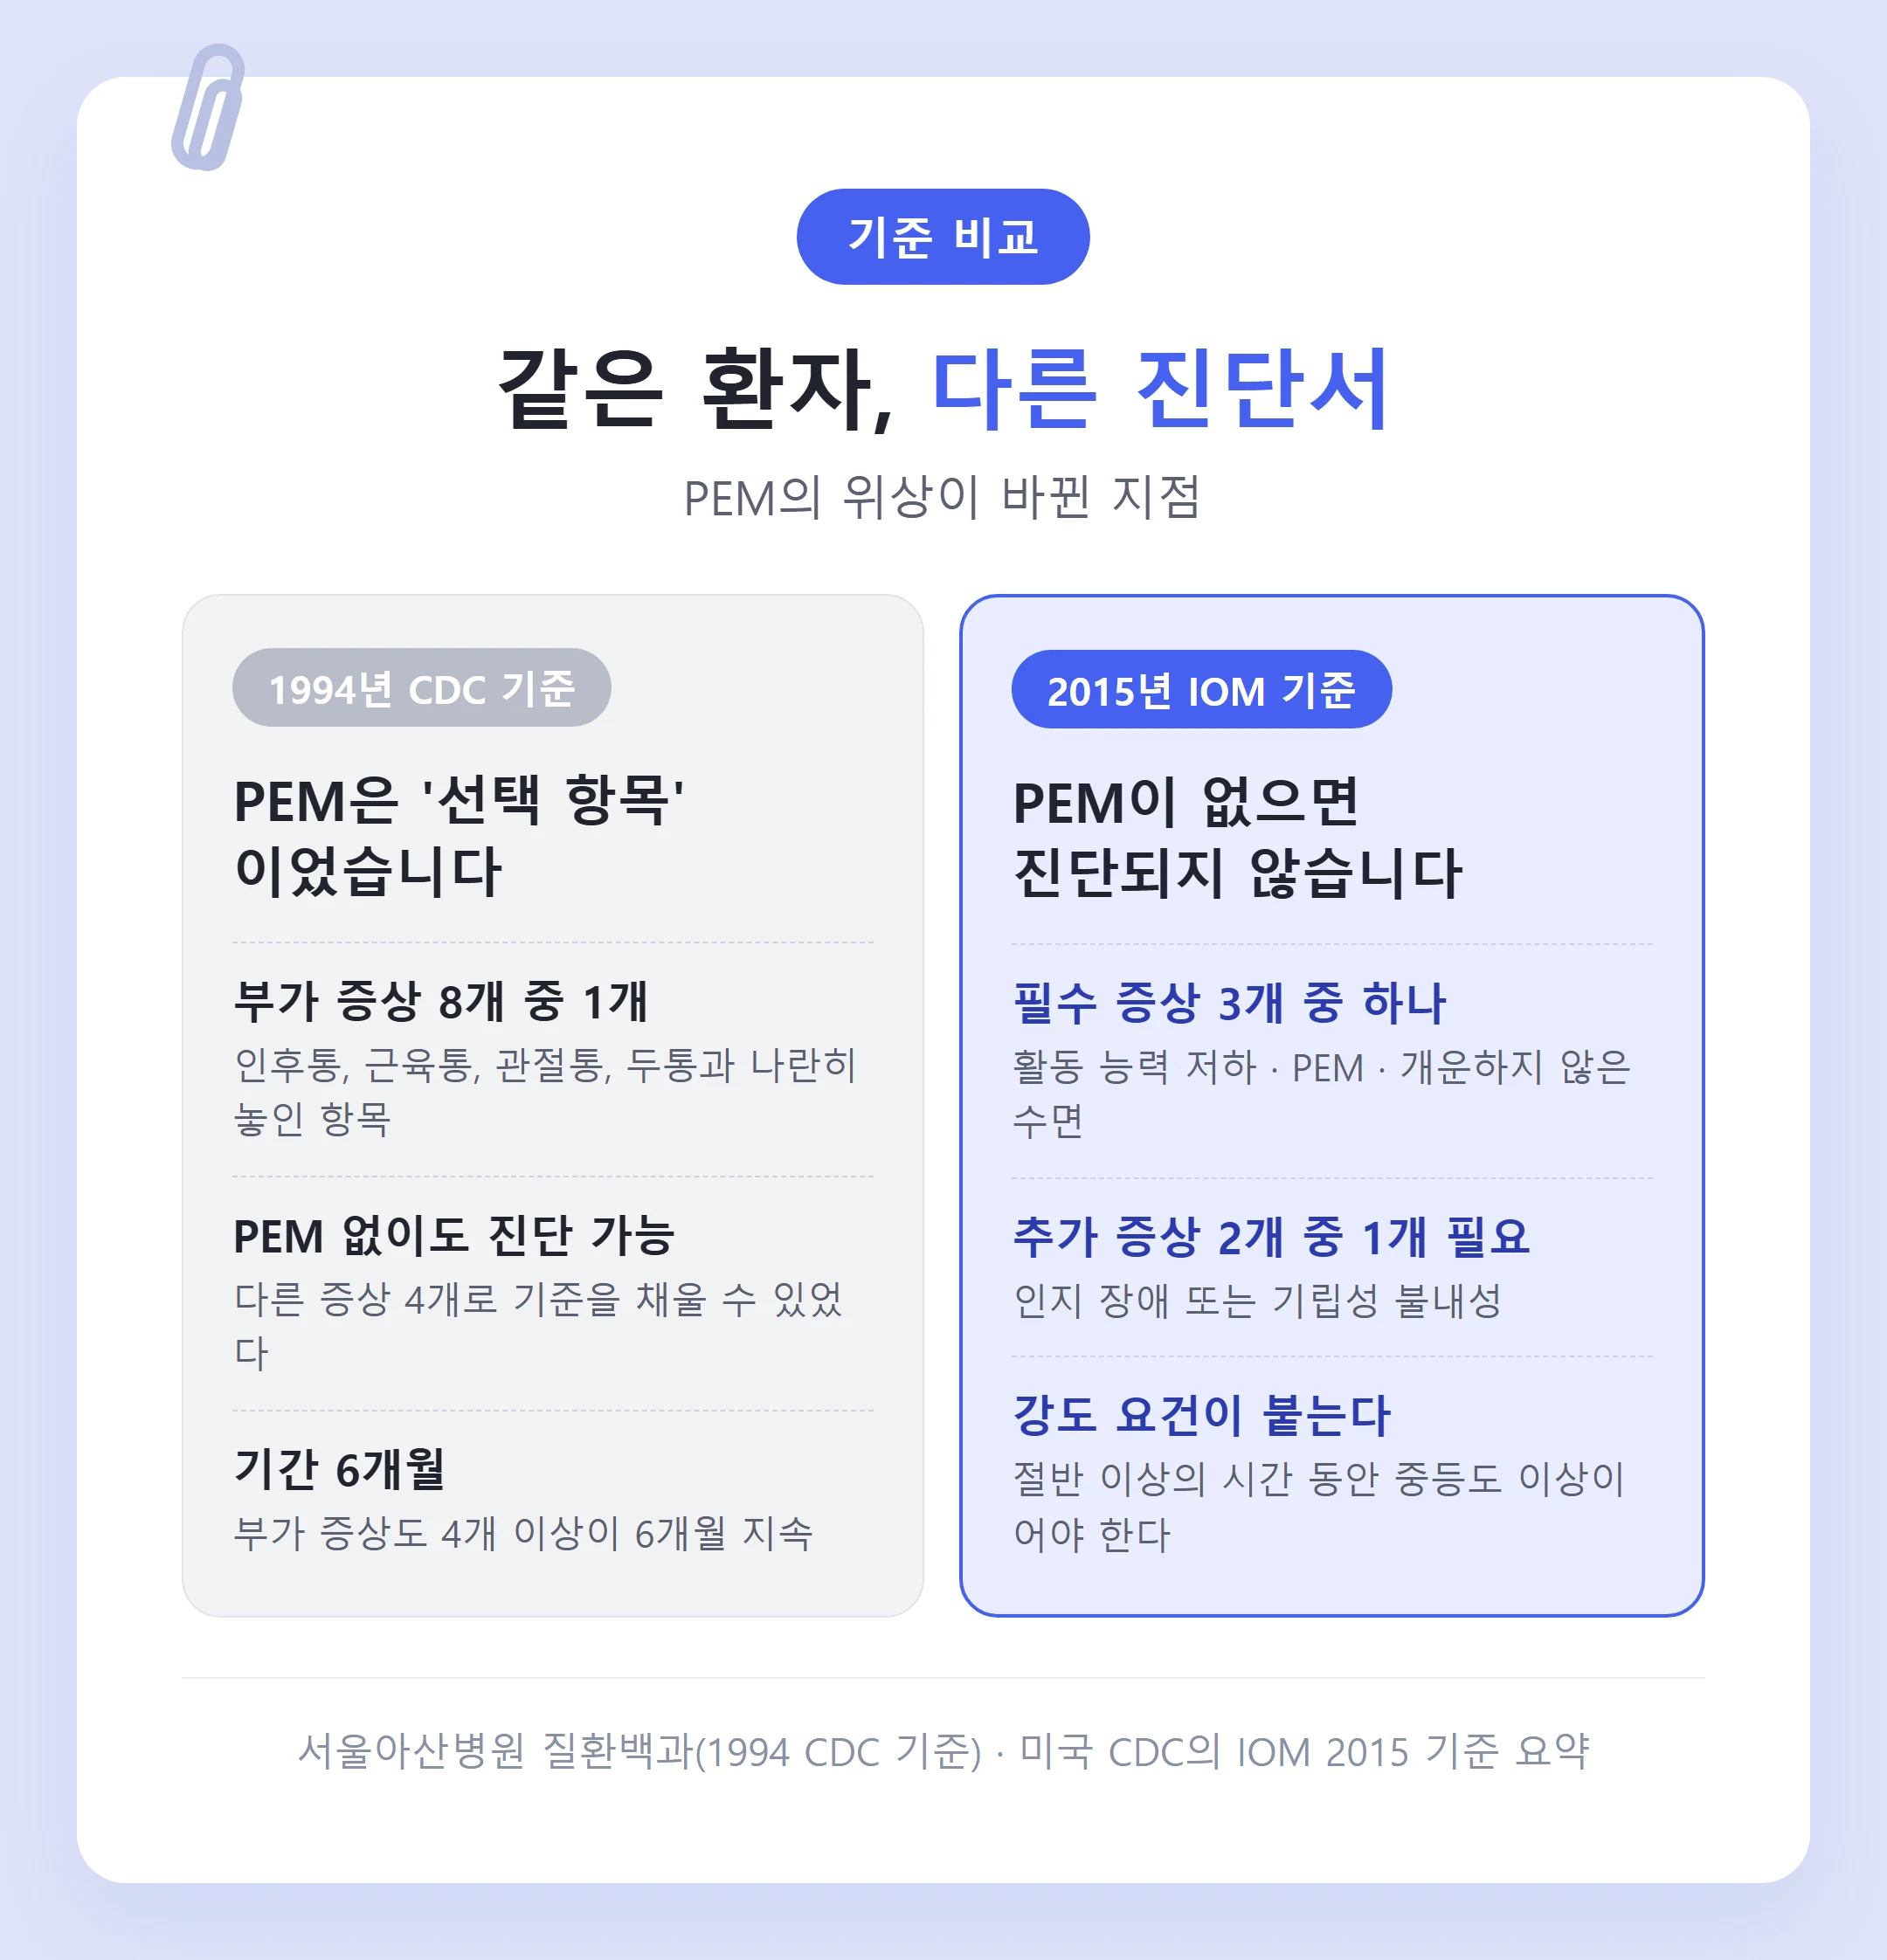 기준 비교
같은 환자, 다른 진단서
PEM의 위상이 바뀐 지점
1994년 CDC 기준
PEM은 '선택 항목'
이었습니다
부가 증상 8개 중 1개
인후통, 근육통, 관절통, 두통과 나란히
놓인 항목
PEM 없이도 진단 가능
다른 증상 4개로 기준을 채울 수 있었
다
기간 6개월
부가 증상도 4개 이상이 6개월 지속
2015년 IOM 기준
PEM이 없으면
진단되지 않습니다
필수 증상 3개 중 하나
활동 능력 저하 · PEM · 개운하지 않은
수면
추가 증상 2개 중 1개 필요
인지 장애 또는 기립성 불내성
강도 요건이 붙는다
절반 이상의 시간 동안 중등도 이상이
어야 한다
서울아산병원 질환백과(1994 CDC 기준) · 미국 CDC의 IOM 2015 기준 요약